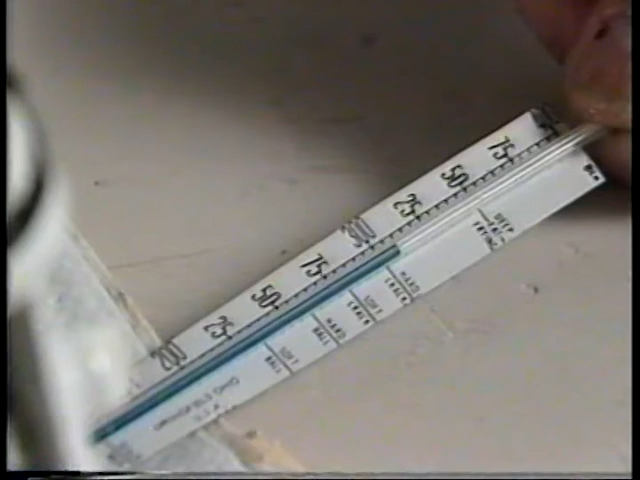 75
50
25
300
75
50
25
200
DEEP
FAT
FRYING
HARD
CRACK
SOFT
CRACK
HARD
BALL
SOFT
BALL